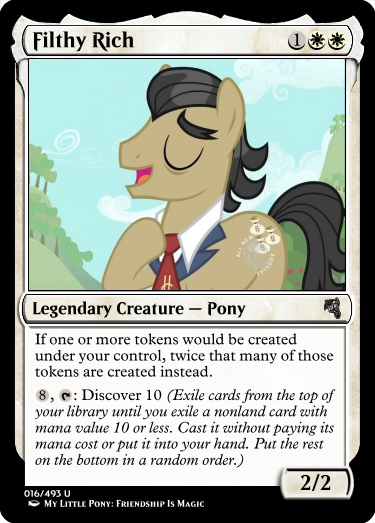 Filthy Rich 1
Legendary Creature — Pony
If one or more tokens would be created
under your control, twice that many of those
tokens are created instead.
8, : Discover 10 (Exile cards from the top of
your library until you exile a nonland card with
mana value 10 or less. Cast it without paying its
mana cost or put it into your hand. Put the rest
on the bottom in a random order.)
2/2
016/493 U
My Little Pony: Friendship Is Magic